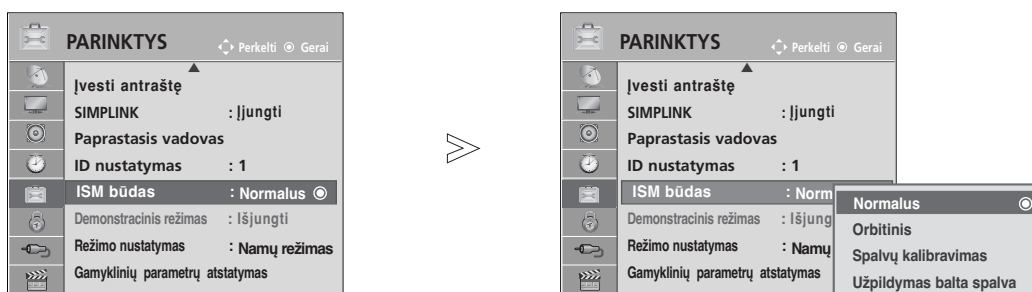 PARINKTYS Perkelti Gerai
Įvesti antraštę
SIMPLINK : Įjungti
Paprastasis vadovas
ID nustatymas : 1
ISM būdas : Normalus
Demonstracinis režimas : Išjungti
Režimo nustatymas : Namų režimas
Gamyklinių parametrų atstatymas
PARINKTYS Perkelti Gerai
Įvesti antraštę
SIMPLINK : Įjungti
Paprastasis vadovas
ID nustatymas : 1
ISM būdas : Norm
Demonstracinis režimas : Išjung
Režimo nustatymas : Namų
Gamyklinių parametrų atstatymas
Normalus
Orbitinis
Spalvų kalibravimas
Užpildymas balta spalva